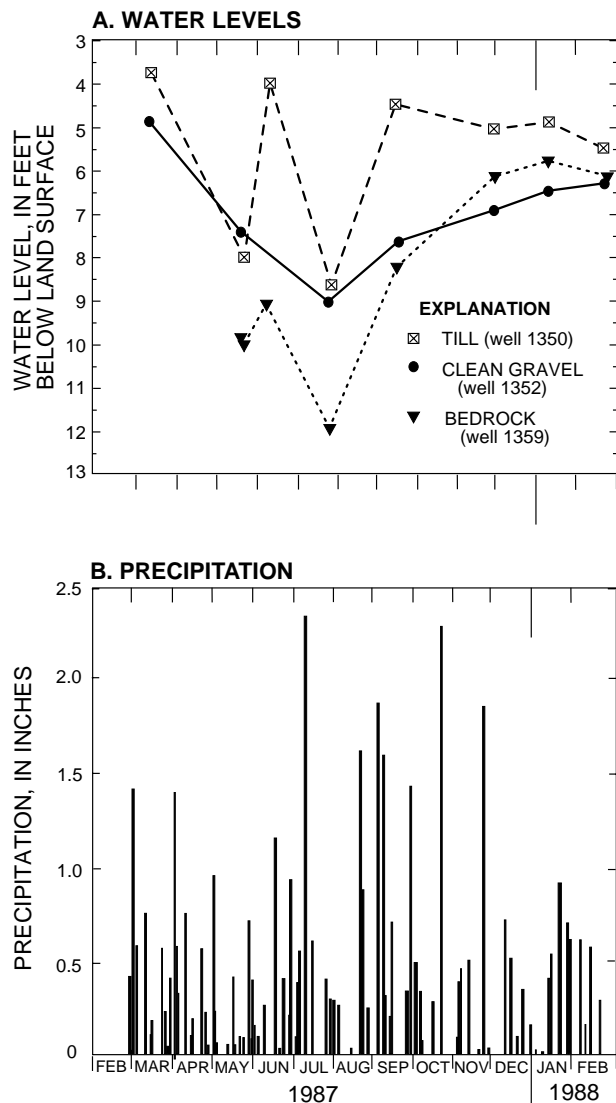 A. WATER LEVELS
WATER LEVEL, IN FEET
BELOW LAND SURFACE
3
4
5
6
7
8
9
10
11
12
13
EXPLANATION
TILL (well 1350)
CLEAN GRAVEL
(well 1352)
BEDROCK
(well 1359)
B. PRECIPITATION
PRECIPITATION, IN INCHES
2.5
2.0
1.5
1.0
0.5
0
FEB MAR APR MAY JUN JUL AUG SEP OCT NOV DEC JAN FEB
1987 1988